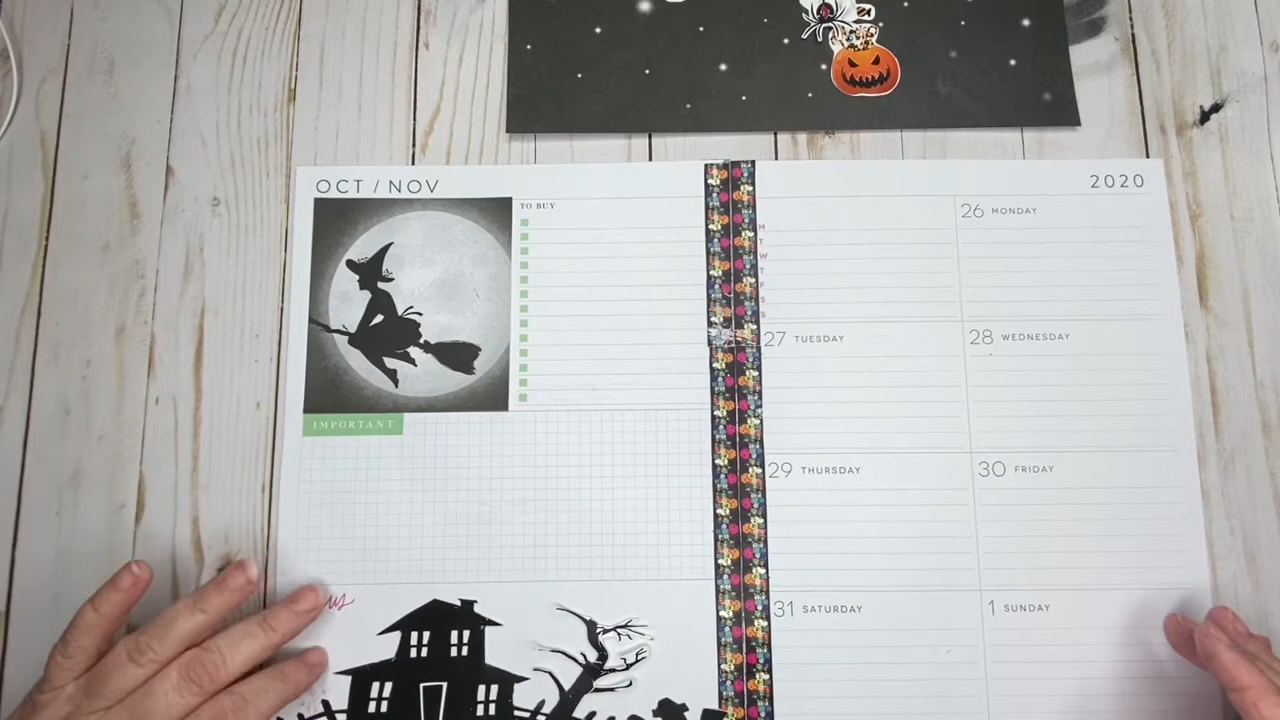 OCT / NOV
2020
TO BUY
26 MONDAY
M
T
W
T
F
S
S
27 TUESDAY
28 WEDNESDAY
IMPORTANT
29 THURSDAY
30 FRIDAY
31 SATURDAY
1 SUNDAY